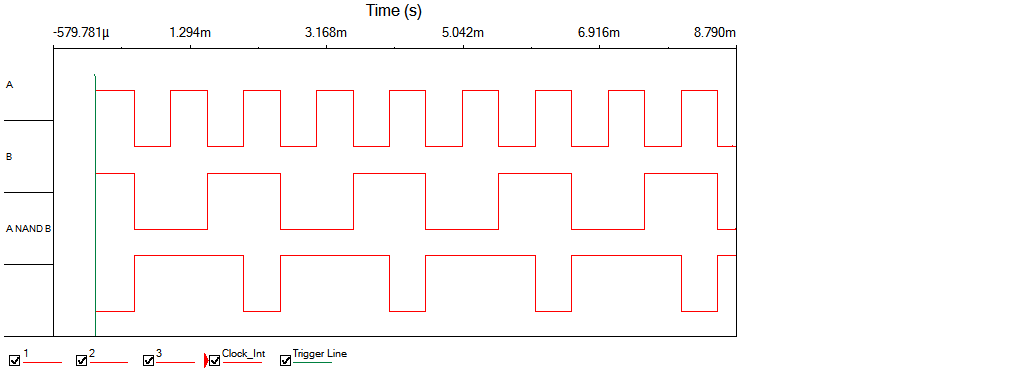 Time (s)
-579.781µ 1.294m 3.168m 5.042m 6.916m 8.790m
A
B
A NAND B
1 2 3 Clock_Int Trigger Line